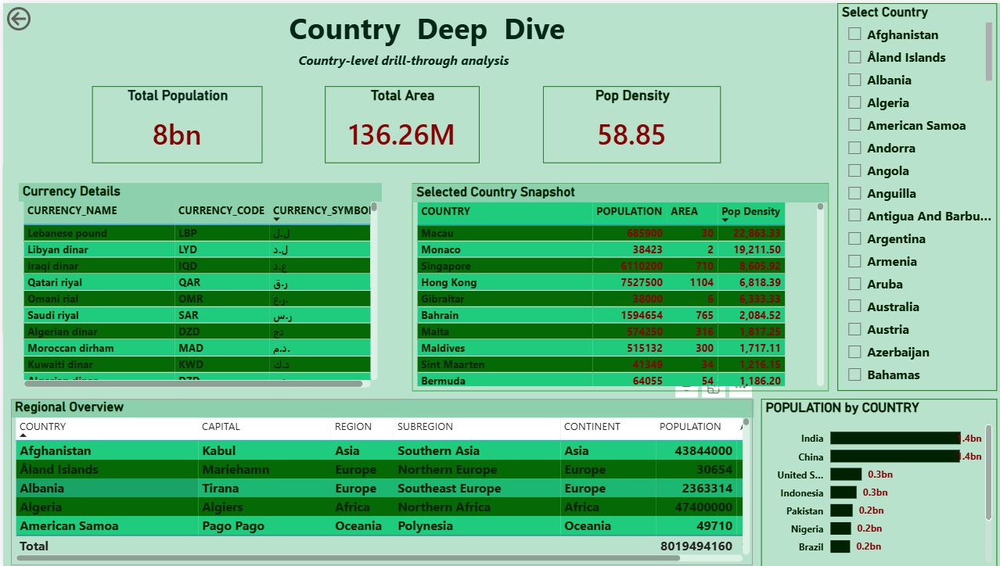 Country Deep Dive
Country-level drill-through analysis
Total Population
8bn
Total Area
136.26M
Pop Density
58.85
Select Country
Afghanistan
Åland Islands
Albania
Algeria
American Samoa
Andorra
Angola
Anguilla
Antigua And Barbu...
Argentina
Armenia
Aruba
Australia
Austria
Azerbaijan
Bahamas
Currency Details
CURRENCY_NAME CURRENCY_CODE CURRENCY_SYMBOL
Lebanese pound LBP ل.ل
Libyan dinar LYD ل.د
Iraqi dinar IQD ع.د
Qatari riyal QAR ر.ق
Omani rial OMR ر.ع.
Saudi riyal SAR ر.س
Algerian dinar DZD دج
Moroccan dirham MAD د.م.
Kuwaiti dinar KWD د.ك
Algerian dinar DZD
Selected Country Snapshot
COUNTRY POPULATION AREA Pop Density
Macau 685900 30 22,863.33
Monaco 38423 2 19,211.50
Singapore 6110200 710 8,605.92
Hong Kong 7527500 1104 6,818.39
Gibraltar 38000 6 6,333.33
Bahrain 1594654 765 2,084.52
Malta 574250 316 1,817.25
Maldives 515132 300 1,717.11
Sint Maarten 41349 34 1,216.15
Bermuda 64055 54 1,186.20
Regional Overview
COUNTRY CAPITAL REGION SUBREGION CONTINENT POPULATION
Afghanistan Kabul Asia Southern Asia Asia 43844000
Åland Islands Mariehamn Europe Northern Europe Europe 30654
Albania Tirana Europe Southeast Europe Europe 2363314
Algeria Algiers Africa Northern Africa Africa 47400000
American Samoa Pago Pago Oceania Polynesia Oceania 49710
Total 8019494160
POPULATION by COUNTRY
India 1.4bn
China 1.4bn
United S... 0.3bn
Indonesia 0.3bn
Pakistan 0.2bn
Nigeria 0.2bn
Brazil 0.2bn